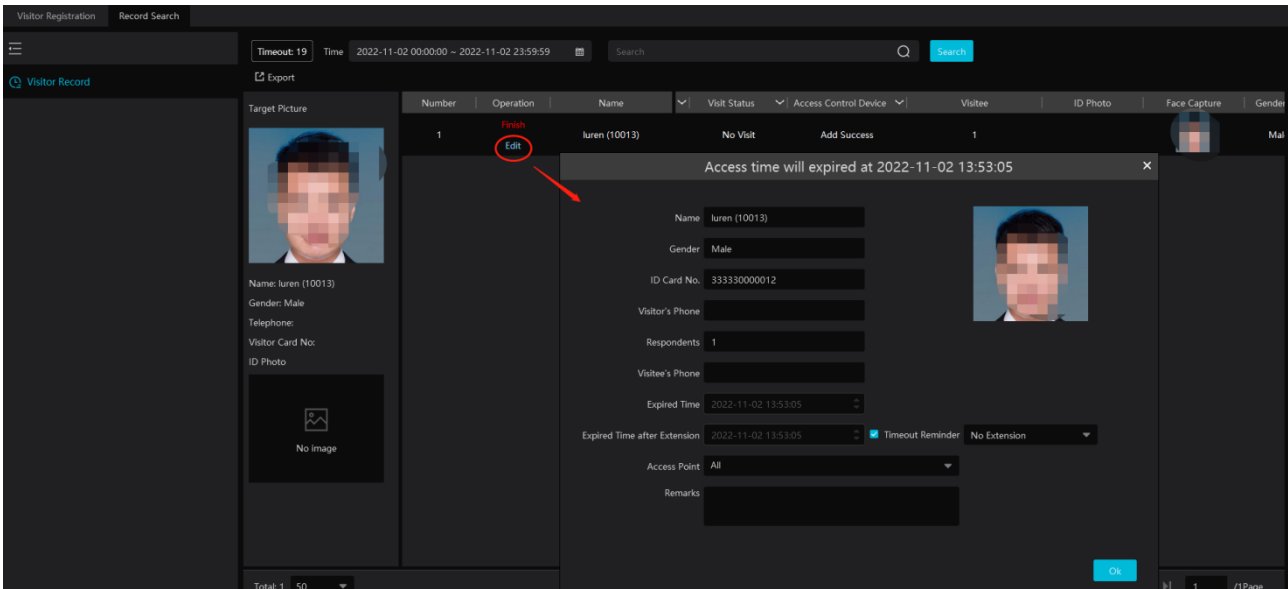 Visitor Registration Record Search
Visitor Record
Timeout: 19 Time 2022-11-02 00:00:00 ~ 2022-11-02 23:59:59 Search Search
Export
Target Picture
Name: luren (10013)
Gender: Male
Telephone:
Visitor Card No:
ID Photo
No image
Number Operation Name Visit Status Access Control Device Visitee ID Photo Face Capture Gender
1 Finish luren (10013) No Visit Add Success 1
Edit
Access time will expired at 2022-11-02 13:53:05
Name luren (10013)
Gender Male
ID Card No. 333330000012
Visitor's Phone
Respondents 1
Visitee's Phone
Expired Time 2022-11-02 13:53:05
Expired Time after Extension 2022-11-02 13:53:05 Timeout Reminder No Extension
Access Point All
Remarks
Ok
Total: 1 50 1 /1Page